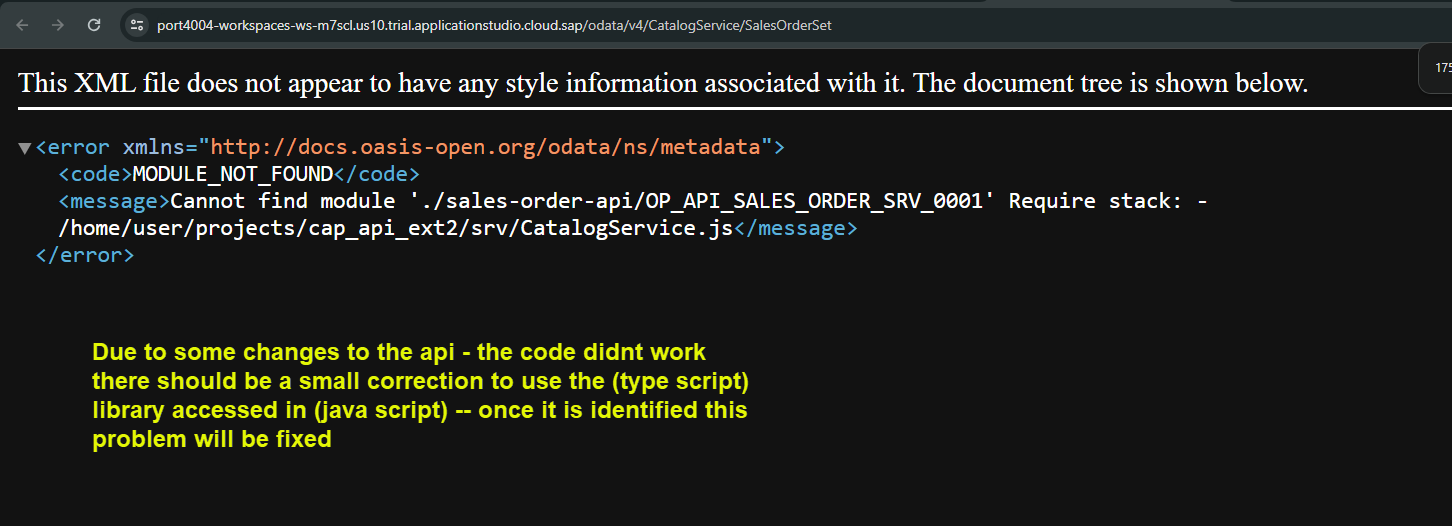 port4004-workspaces-ws-m7scl.us10.trial.applicationstudio.cloud.sap/odata/v4/CatalogService/SalesOrderSet
This XML file does not appear to have any style information associated with it. The document tree is shown below.
175
▼<error xmlns="http://docs.oasis-open.org/odata/ns/metadata">
<code>MODULE_NOT_FOUND</code>
<message>Cannot find module './sales-order-api/OP_API_SALES_ORDER_SRV_0001' Require stack: -
/home/user/projects/cap_api_ext2/srv/CatalogService.js</message>
</error>
Due to some changes to the api - the code didnt work
there should be a small correction to use the (type script)
library accessed in (java script) -- once it is identified this
problem will be fixed